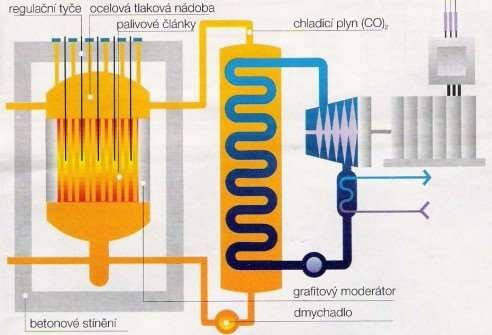 regulační tyče
ocelová tlaková nádoba
palivové články
chladicí plyn (CO)₂
grafitový moderátor
betonové stínění
dmychadlo